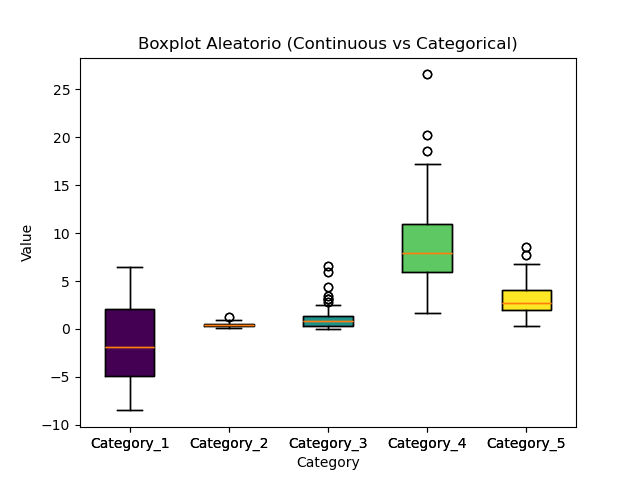 Boxplot Aleatorio (Continuous vs Categorical)
25
20
15
10
5
0
−5
−10
Value
Category_1 Category_2 Category_3 Category_4 Category_5
Category